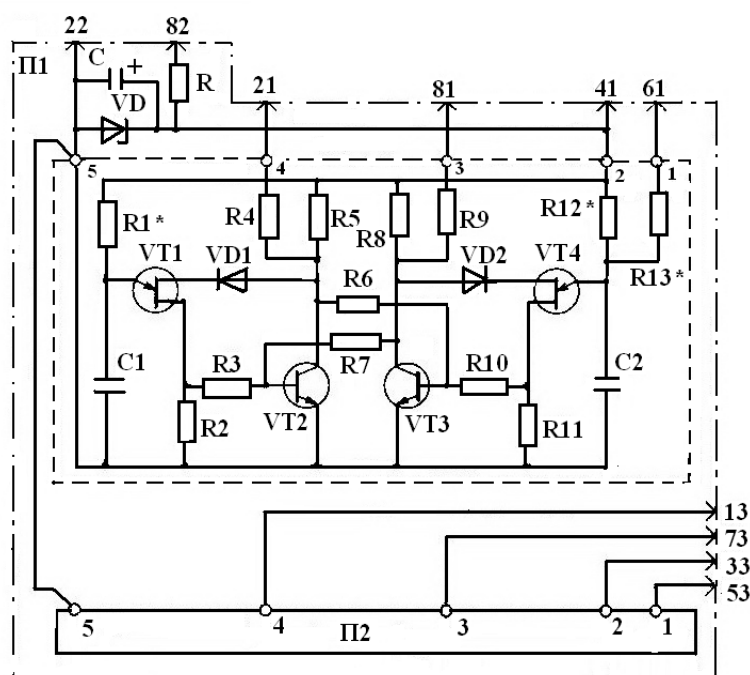 22 82
П1 C + R
VD 21 81 41 61
5 4 3 2 1
R1* R4 R5 R8 R9 R12*
VT1 VD1 VD2 VT4 R13*
R6
C1 R3 R7 R10 C2
R2 VT2 VT3 R11
13
73
33
53
5 4 3 2 1
П2